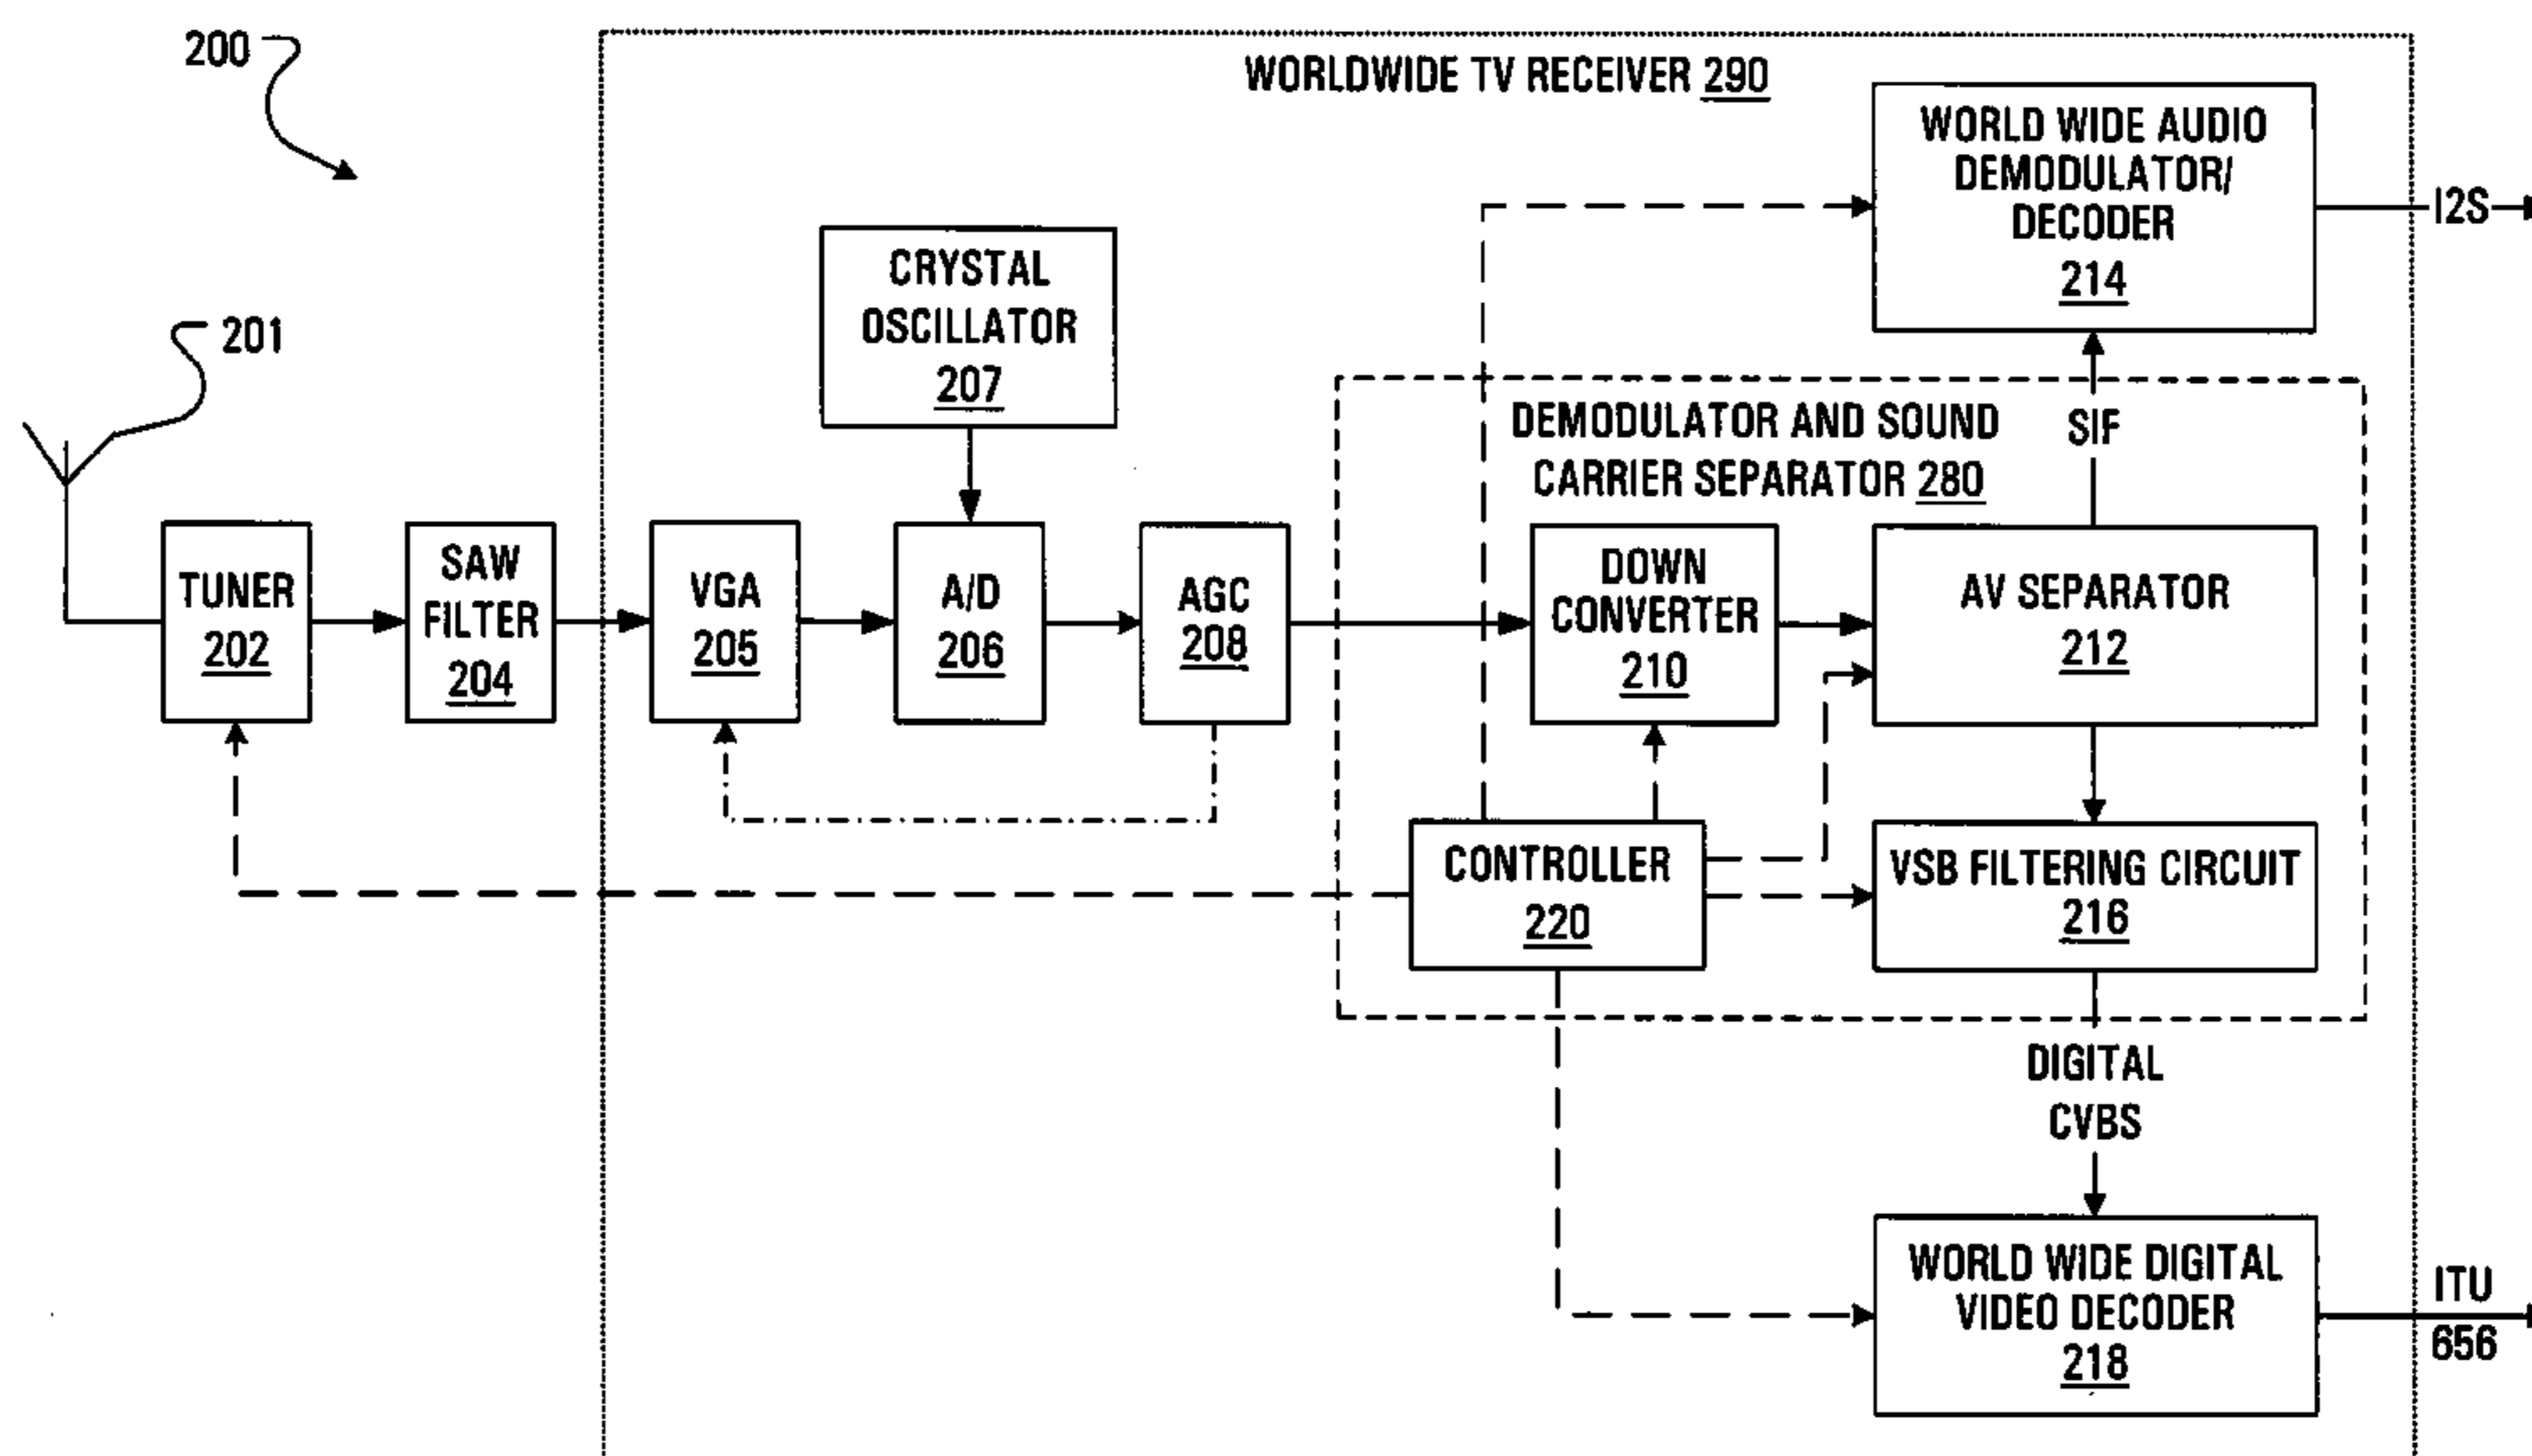 200
WORLDWIDE TV RECEIVER 290
WORLD WIDE AUDIO
DEMODULATOR/
DECODER
214
I2S
CRYSTAL
OSCILLATOR
207
201
DEMODULATOR AND SOUND
CARRIER SEPARATOR 280
SIF
TUNER
202
SAW
FILTER
204
VGA
205
A/D
206
AGC
208
DOWN
CONVERTER
210
AV SEPARATOR
212
CONTROLLER
220
VSB FILTERING CIRCUIT
216
DIGITAL
CVBS
WORLD WIDE DIGITAL
VIDEO DECODER
218
ITU
656